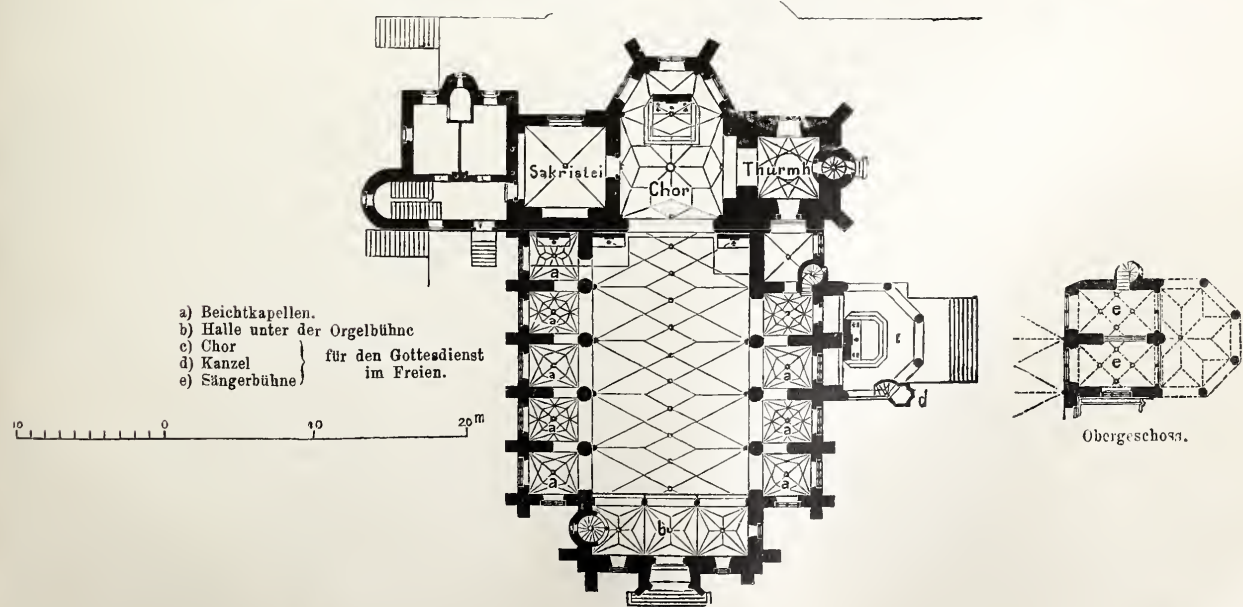 Sakristei
Chor
Thurmh
a
a
a
a
a
a
a
a
b
c
d
a) Beichtkapellen.
b) Halle unter der Orgelbühne
c) Chor
d) Kanzel
e) Sängerbühne
für den Gottesdienst
im Freien.
10 0 10 20 m
e
e
Obergeschoss.